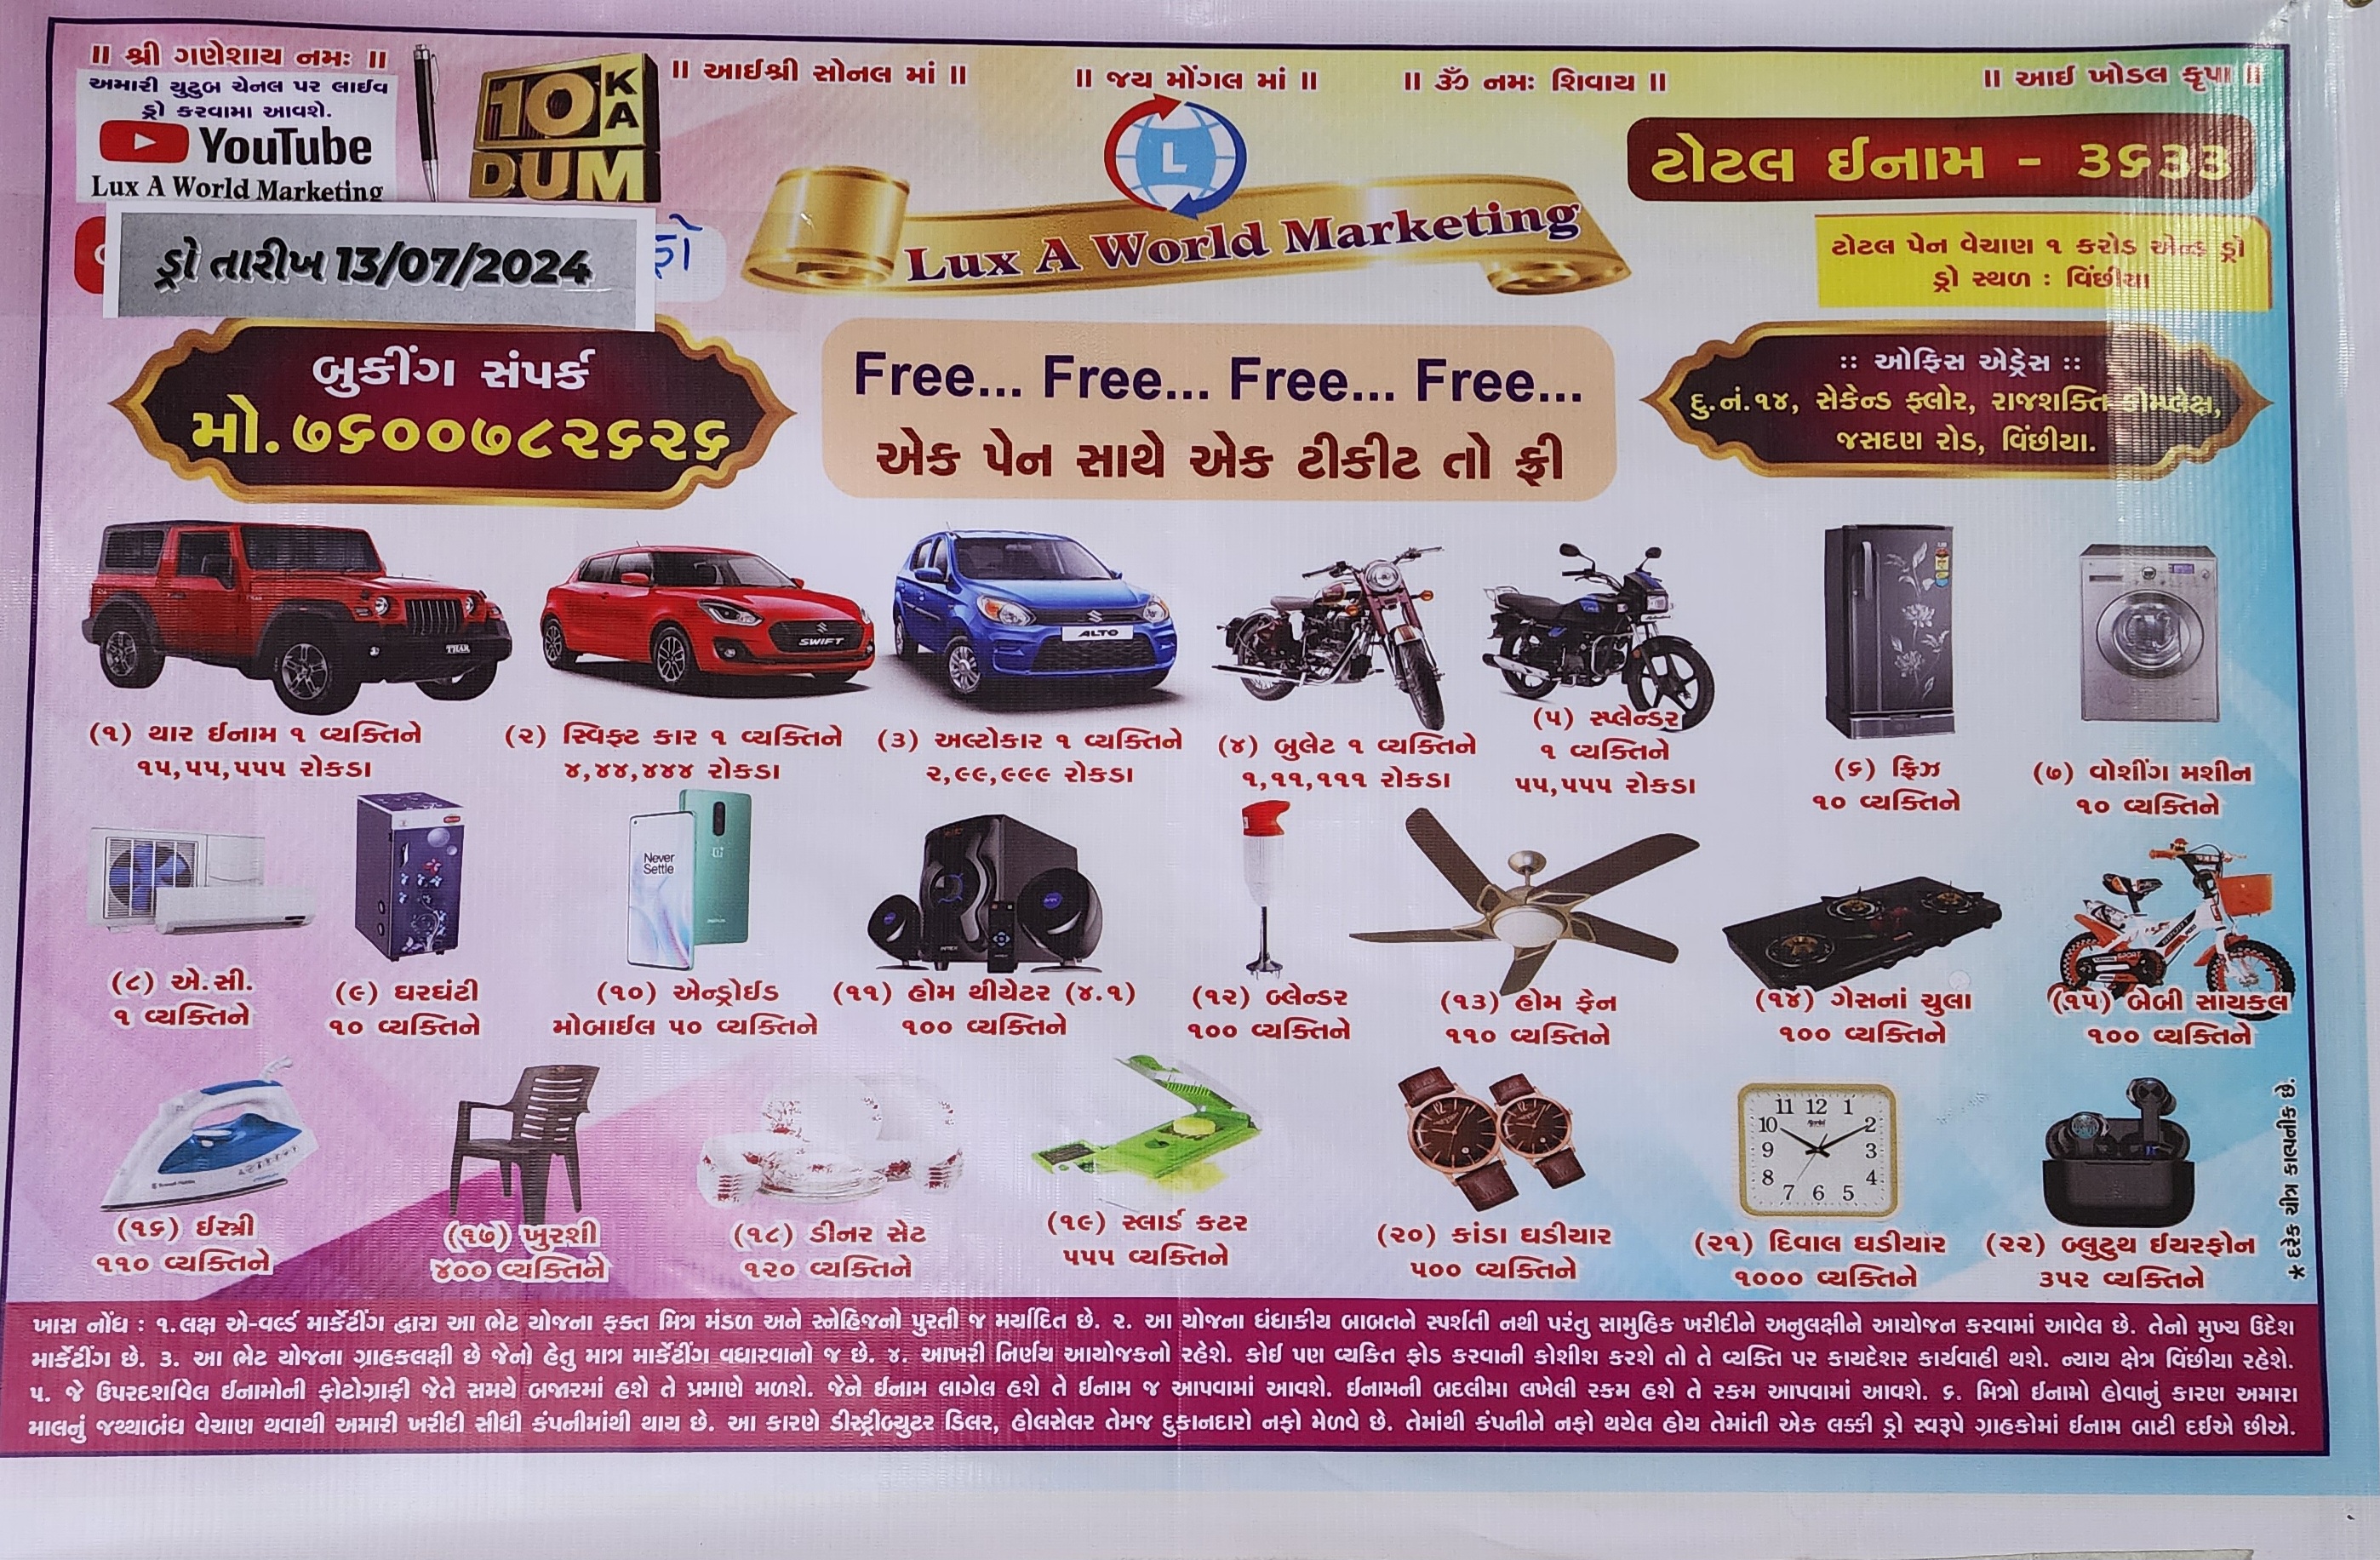 ॥ શ્રી ગણેશાય નમઃ ॥
॥ આઈશ્રી સોનલ માં ॥
॥ જય મોંગલ માં ॥
॥ ૐ નમઃ શિવાય ॥
॥ આઈ ખોડલ કૃપા ॥
અમારી યુટુબ ચેનલ પર લાઈવ
ડ્રો કરવામા આવશે.
YouTube
Lux A World Marketing
10 KA
DUM
L
Lux A World Marketing
ટોટલ ઈનામ - ૩૬૩૩
ડ્રો તારીખ 13/07/2024
ટોટલ પેન વેચાણ ૧ કરોડ એન્ડ ડ્રો
ડ્રો સ્થળ : વિંછીયા
બુકીંગ સંપર્ક
મો.૭૬૦૦૭૮૨૬૨૬
Free... Free... Free... Free...
એક પેન સાથે એક ટીકીટ તો ફ્રી
:: ઓફિસ એડ્રેસ ::
દુ.નં.૧૪, સેકેન્ડ ફ્લોર, રાજશક્તિ કોમ્પ્લેક્ષ,
જસદણ રોડ, વિંછીયા.
THAR
SWIFT
ALTO
(૧) થાર ઈનામ ૧ વ્યક્તિને
૧૫,૫૫,૫૫૫ રોકડા
(૨) સ્વિફ્ટ કાર ૧ વ્યક્તિને
૪,૪૪,૪૪૪ રોકડા
(૩) અલ્ટોકાર ૧ વ્યક્તિને
૨,૯૯,૯૯૯ રોકડા
(૪) બુલેટ ૧ વ્યક્તિને
૧,૧૧,૧૧૧ રોકડા
(૫) સ્પ્લેન્ડર
૧ વ્યક્તિને
૫૫,૫૫૫ રોકડા
(૬) ફ્રિઝ
૧૦ વ્યક્તિને
(૭) વોશીંગ મશીન
૧૦ વ્યક્તિને
Never
Settle
(૮) એ.સી.
૧ વ્યક્તિને
(૯) ઘરઘંટી
૧૦ વ્યક્તિને
(૧૦) એન્ડ્રોઈડ
મોબાઈલ ૫૦ વ્યક્તિને
(૧૧) હોમ થીયેટર (૪.૧)
૧૦૦ વ્યક્તિને
(૧૨) બ્લેન્ડર
૧૦૦ વ્યક્તિને
(૧૩) હોમ ફેન
૧૧૦ વ્યક્તિને
(૧૪) ગેસનાં ચુલા
૧૦૦ વ્યક્તિને
(૧૫) બેબી સાયકલ
૧૦૦ વ્યક્તિને
11 12 1
10 2
9 3
8 4
7 6 5
(૧૬) ઈસ્ત્રી
૧૧૦ વ્યક્તિને
(૧૭) ખુરશી
૪૦૦ વ્યક્તિને
(૧૮) ડીનર સેટ
૧૨૦ વ્યક્તિને
(૧૯) સ્લાર્ડ કટર
૫૫૫ વ્યક્તિને
(૨૦) કાંડા ઘડીયાર
૫૦૦ વ્યક્તિને
(૨૧) દિવાલ ઘડીયાર
૧૦૦૦ વ્યક્તિને
(૨૨) બ્લુટુથ ઈયરફોન
૩૫૨ વ્યક્તિને
* દરેક ચીત્ર કાલ્પનીક છે.
ખાસ નોંધ : ૧.લક્ષ એ-વર્લ્ડ માર્કેટીંગ દ્વારા આ ભેટ યોજના ફક્ત મિત્ર મંડળ અને સ્નેહિજનો પુરતી જ મર્યાદિત છે. ૨. આ યોજના ધંધાકીય બાબતને સ્પર્શતી નથી પરંતુ સામુહિક ખરીદીને અનુલક્ષીને આયોજન કરવામાં આવેલ છે. તેનો મુખ્ય ઉદેશ
માર્કેટીંગ છે. ૩. આ ભેટ યોજના ગ્રાહકલક્ષી છે જેનો હેતુ માત્ર માર્કેટીંગ વધારવાનો જ છે. ૪. આખરી નિર્ણય આયોજકનો રહેશે. કોઈ પણ વ્યકિત ફ્રોડ કરવાની કોશીશ કરશે તો તે વ્યક્તિ પર કાયદેશર કાર્યવાહી થશે. ન્યાય ક્ષેત્ર વિંછીયા રહેશે.
૫. જે ઉપરદર્શાવેલ ઈનામોની ફોટોગ્રાફી જેતે સમયે બજારમાં હશે તે પ્રમાણે મળશે. જેને ઈનામ લાગેલ હશે તે ઈનામ જ આપવામાં આવશે. ઈનામની બદલીમા લખેલી રકમ હશે તે રકમ આપવામાં આવશે. ૬. મિત્રો ઈનામો હોવાનું કારણ અમારા
માલનું જથ્થાબંધ વેચાણ થવાથી અમારી ખરીદી સીધી કંપનીમાંથી થાય છે. આ કારણે ડીસ્ટ્રીબ્યુટર ડિલર, હોલસેલર તેમજ દુકાનદારો નફો મેળવે છે. તેમાંથી કંપનીને નફો થયેલ હોય તેમાંતી એક લક્કી ડ્રો સ્વરૂપે ગ્રાહકોમાં ઈનામ બાટી દઈએ છીએ.